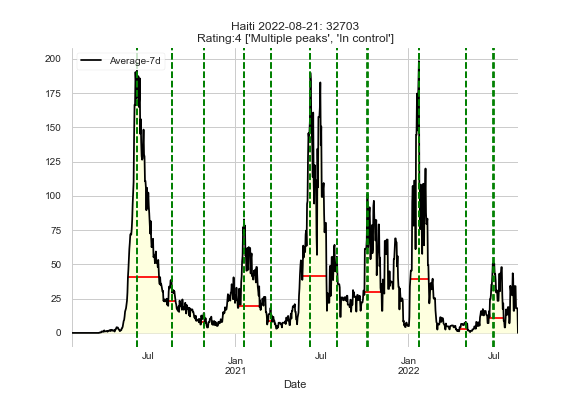 Haiti 2022-08-21: 32703
Rating:4 ['Multiple peaks', 'In control']
Average-7d
200
175
150
125
100
75
50
25
0
Jul
Jan
2021
Jul
Jan
2022
Jul
Date